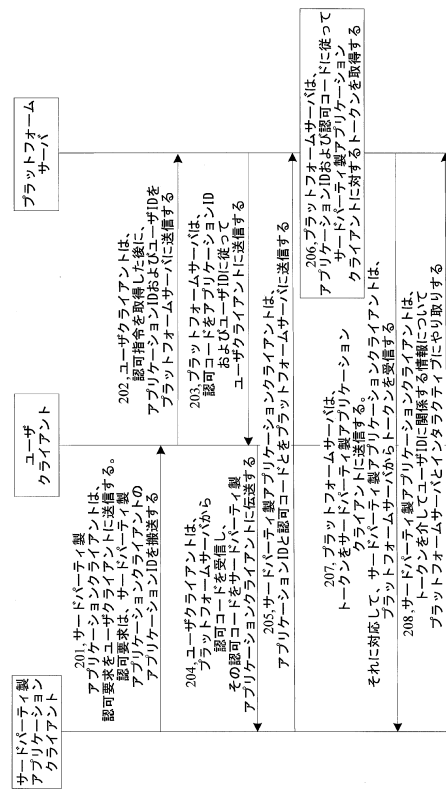 サードパーティ製
アプリケーション
クライアント
ユーザ
クライアント
プラットフォーム
サーバ
201,サードパーティ製
アプリケーションクライアントは、
認可要求をユーザクライアントに送信する。
認可要求は、サードパーティ製
アプリケーションクライアントの
アプリケーションIDを搬送する
202,ユーザクライアントは、
認可指令を取得した後に、
アプリケーションIDおよびユーザIDを
プラットフォームサーバに送信する
203,プラットフォームサーバは、
認可コードをアプリケーションID
およびユーザIDに従って
ユーザクライアントに送信する
204,ユーザクライアントは、
プラットフォームサーバから
認可コードを受信し、
その認可コードをサードパーティ製
アプリケーションクライアントに伝送する
205,サードパーティ製アプリケーションクライアントは、
アプリケーションIDと認可コードとをプラットフォームサーバに送信する
206,プラットフォームサーバは、
アプリケーションIDおよび認可コードに従って
サードパーティ製アプリケーション
クライアントに対するトークンを取得する
207,プラットフォームサーバは、
トークンをサードパーティ製アプリケーション
クライアントに送信する。
それに対応して、サードパーティ製アプリケーションクライアントは、
プラットフォームサーバからトークンを受信する
208,サードパーティ製アプリケーションクライアントは、
トークンを介してユーザIDに関係する情報について
プラットフォームサーバとインタラクティブにやり取りする